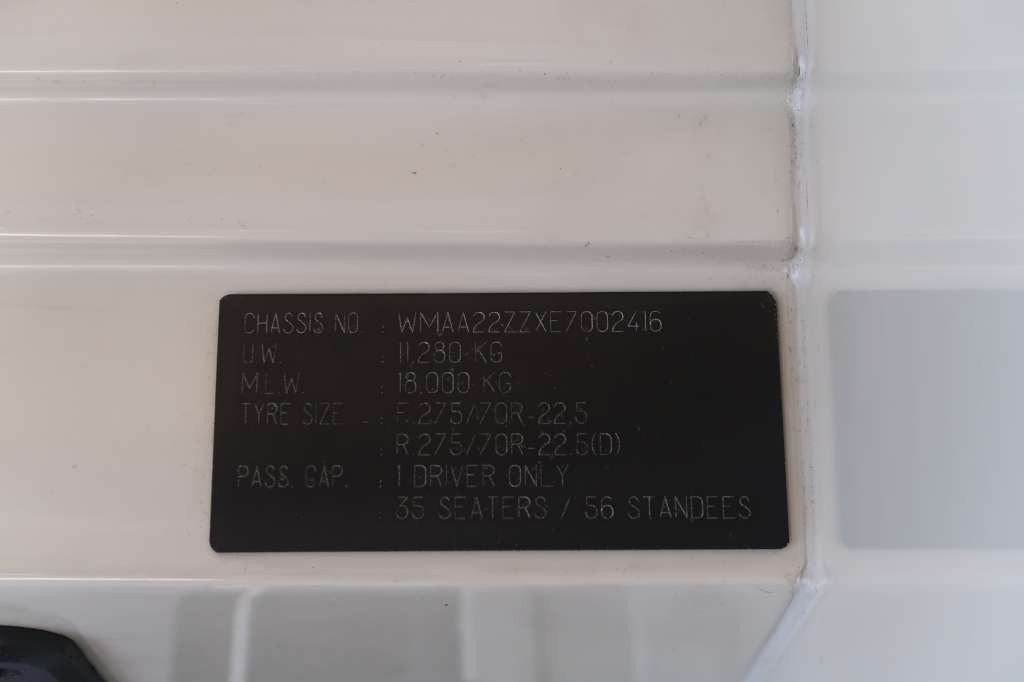 CHASSIS NO. : WMAA22ZZXE7002416
U.W. : 11,280-KG
M.L.W. : 18,000-KG
TYRE SIZE : F.275/70R-22.5
: R.275/70R-22.5(D)
PASS. CAP. : 1 DRIVER ONLY
: 35 SEATERS / 56 STANDEES